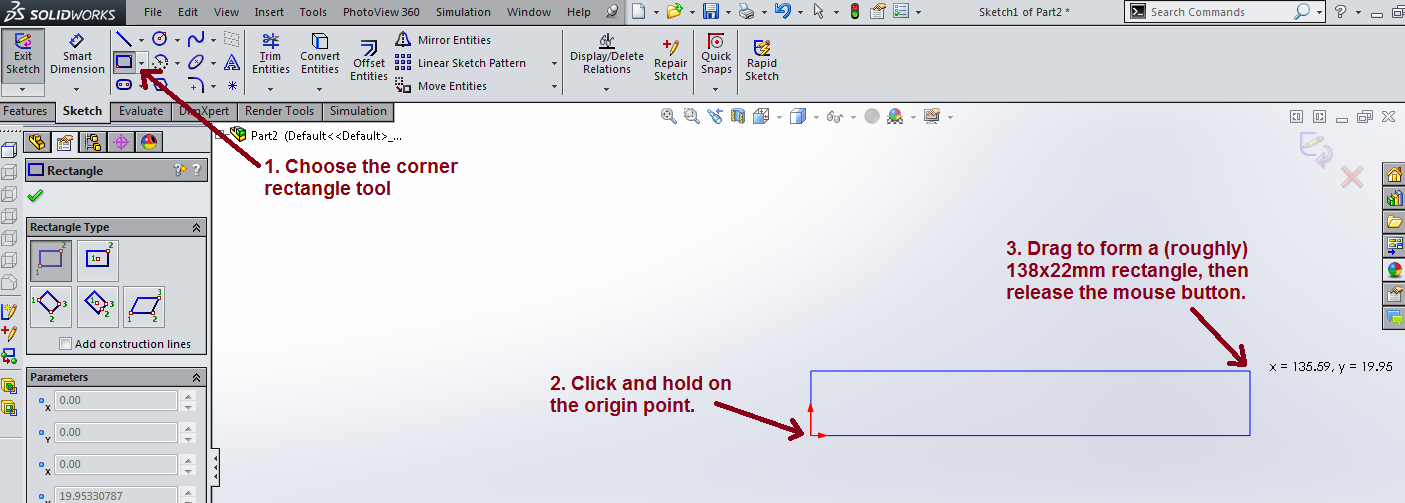 SOLIDWORKS
File Edit View Insert Tools PhotoView 360 Simulation Window Help
Sketch1 of Part2 *
Search Commands
Exit
Sketch
Smart
Dimension
Trim
Entities
Convert
Entities
Offset
Entities
Mirror Entities
Linear Sketch Pattern
Move Entities
Display/Delete
Relations
Repair
Sketch
Quick
Snaps
Rapid
Sketch
Features Sketch Evaluate DimXpert Render Tools Simulation
Part2 (Default<<Default>_...
Rectangle
1. Choose the corner
rectangle tool
Rectangle Type
Add construction lines
Parameters
0.00
0.00
0.00
19.95330787
2. Click and hold on
the origin point.
3. Drag to form a (roughly)
138x22mm rectangle, then
release the mouse button.
x = 135.59, y = 19.95